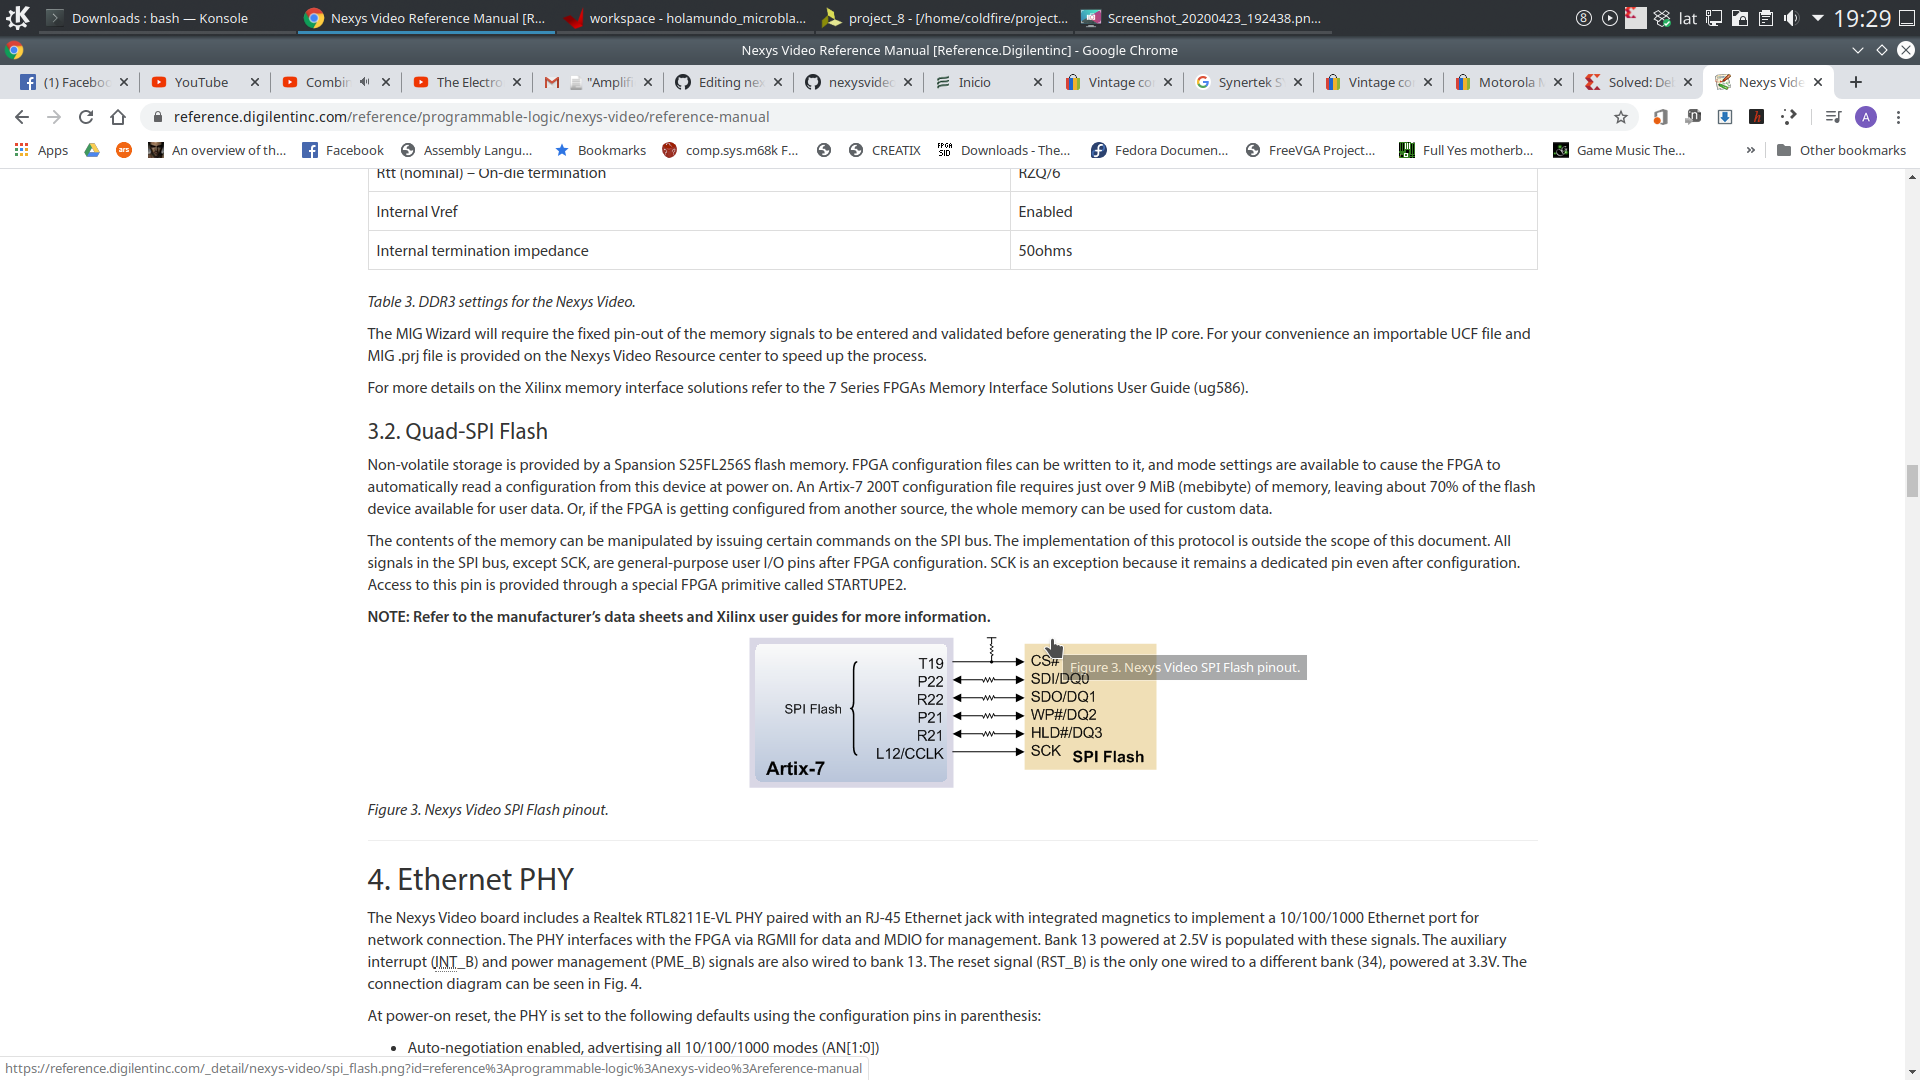 Downloads : bash — Konsole
Nexys Video Reference Manual [R...
workspace - holamundo_microbla...
project_8 - [/home/coldfire/project...
Screenshot_20200423_192438.pn...
8
lat
19:29
Nexys Video Reference Manual [Reference.Digilentinc] - Google Chrome
(1) Faceboo
YouTube
Combin
The Electro
"Amplifi
Editing nex
nexysvideo
Inicio
Vintage co
Synertek S
Vintage co
Motorola M
Solved: De
Nexys Vide
reference.digilentinc.com/reference/programmable-logic/nexys-video/reference-manual
A
Apps
ars
An overview of th...
Facebook
Assembly Langu...
Bookmarks
comp.sys.m68k F...
CREATIX
FPGA SID
Downloads - The...
Fedora Documen...
FreeVGA Project...
Full Yes motherb...
Game Music The...
»
Other bookmarks
Rtt (nominal) – On-die termination
RZQ/6
Internal Vref
Enabled
Internal termination impedance
50ohms
Table 3. DDR3 settings for the Nexys Video.
The MIG Wizard will require the fixed pin-out of the memory signals to be entered and validated before generating the IP core. For your convenience an importable UCF file and
MIG .prj file is provided on the Nexys Video Resource center to speed up the process.
For more details on the Xilinx memory interface solutions refer to the 7 Series FPGAs Memory Interface Solutions User Guide (ug586).
3.2. Quad-SPI Flash
Non-volatile storage is provided by a Spansion S25FL256S flash memory. FPGA configuration files can be written to it, and mode settings are available to cause the FPGA to
automatically read a configuration from this device at power on. An Artix-7 200T configuration file requires just over 9 MiB (mebibyte) of memory, leaving about 70% of the flash
device available for user data. Or, if the FPGA is getting configured from another source, the whole memory can be used for custom data.
The contents of the memory can be manipulated by issuing certain commands on the SPI bus. The implementation of this protocol is outside the scope of this document. All
signals in the SPI bus, except SCK, are general-purpose user I/O pins after FPGA configuration. SCK is an exception because it remains a dedicated pin even after configuration.
Access to this pin is provided through a special FPGA primitive called STARTUPE2.
NOTE: Refer to the manufacturer's data sheets and Xilinx user guides for more information.
SPI Flash
T19
P22
R22
P21
R21
L12/CCLK
Artix-7
CS#
SDI/DQ0
SDO/DQ1
WP#/DQ2
HLD#/DQ3
SCK
SPI Flash
Figure 3. Nexys Video SPI Flash pinout.
Figure 3. Nexys Video SPI Flash pinout.
4. Ethernet PHY
The Nexys Video board includes a Realtek RTL8211E-VL PHY paired with an RJ-45 Ethernet jack with integrated magnetics to implement a 10/100/1000 Ethernet port for
network connection. The PHY interfaces with the FPGA via RGMII for data and MDIO for management. Bank 13 powered at 2.5V is populated with these signals. The auxiliary
interrupt (INT_B) and power management (PME_B) signals are also wired to bank 13. The reset signal (RST_B) is the only one wired to a different bank (34), powered at 3.3V. The
connection diagram can be seen in Fig. 4.
At power-on reset, the PHY is set to the following defaults using the configuration pins in parenthesis:
• Auto-negotiation enabled, advertising all 10/100/1000 modes (AN[1:0])
https://reference.digilentinc.com/_detail/nexys-video/spi_flash.png?id=reference%3Aprogrammable-logic%3Anexys-video%3Areference-manual